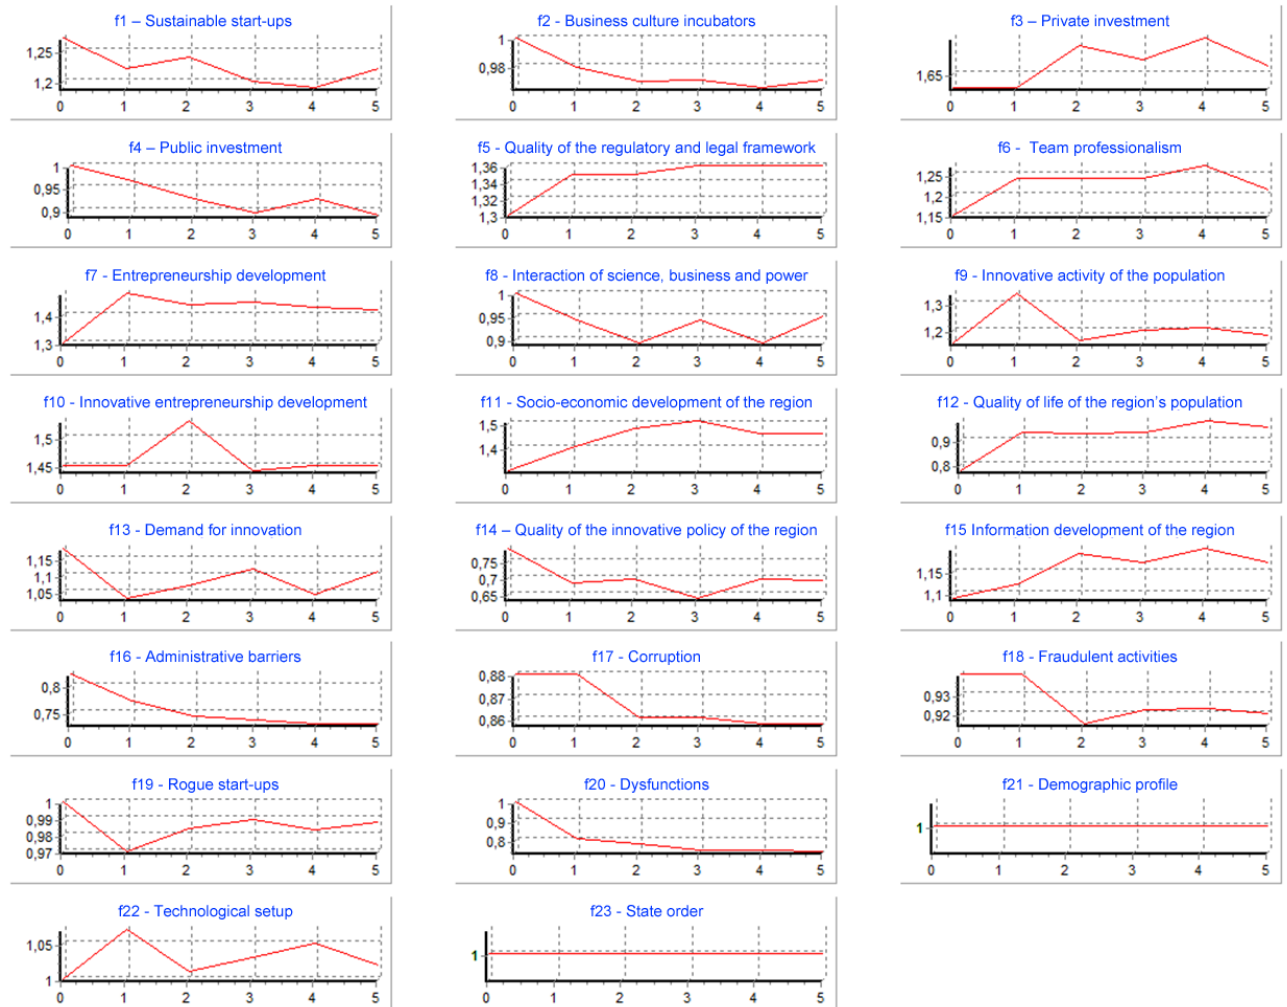 f1 – Sustainable start-ups
1,25
1,2
0 1 2 3 4 5
f2 - Business culture incubators
1
0,98
0 1 2 3 4 5
f3 – Private investment
1,65
0 1 2 3 4 5
f4 – Public investment
1
0,95
0,9
0 1 2 3 4 5
f5 - Quality of the regulatory and legal framework
1,36
1,34
1,32
1,3
0 1 2 3 4 5
f6 - Team professionalism
1,25
1,2
1,15
0 1 2 3 4 5
f7 - Entrepreneurship development
1,4
1,3
0 1 2 3 4 5
f8 - Interaction of science, business and power
1
0,95
0,9
0 1 2 3 4 5
f9 - Innovative activity of the population
1,3
1,2
0 1 2 3 4 5
f10 - Innovative entrepreneurship development
1,5
1,45
0 1 2 3 4 5
f11 - Socio-economic development of the region
1,5
1,4
0 1 2 3 4 5
f12 - Quality of life of the region’s population
0,9
0,8
0 1 2 3 4 5
f13 - Demand for innovation
1,15
1,1
1,05
0 1 2 3 4 5
f14 – Quality of the innovative policy of the region
0,75
0,7
0,65
0 1 2 3 4 5
f15 Information development of the region
1,15
1,1
0 1 2 3 4 5
f16 - Administrative barriers
0,8
0,75
0 1 2 3 4 5
f17 - Corruption
0,88
0,87
0,86
0 1 2 3 4 5
f18 - Fraudulent activities
0,93
0,92
0 1 2 3 4 5
f19 - Rogue start-ups
1
0,99
0,98
0,97
0 1 2 3 4 5
f20 - Dysfunctions
1
0,9
0,8
0 1 2 3 4 5
f21 - Demographic profile
1
0 1 2 3 4 5
f22 - Technological setup
1,05
1
0 1 2 3 4 5
f23 - State order
1
0 1 2 3 4 5